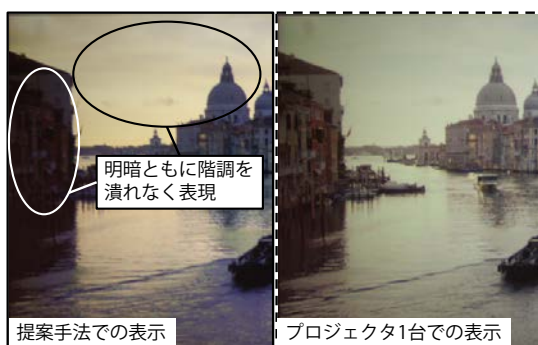 明暗ともに階調を
潰れなく表現
提案手法での表示
プロジェクタ1台での表示